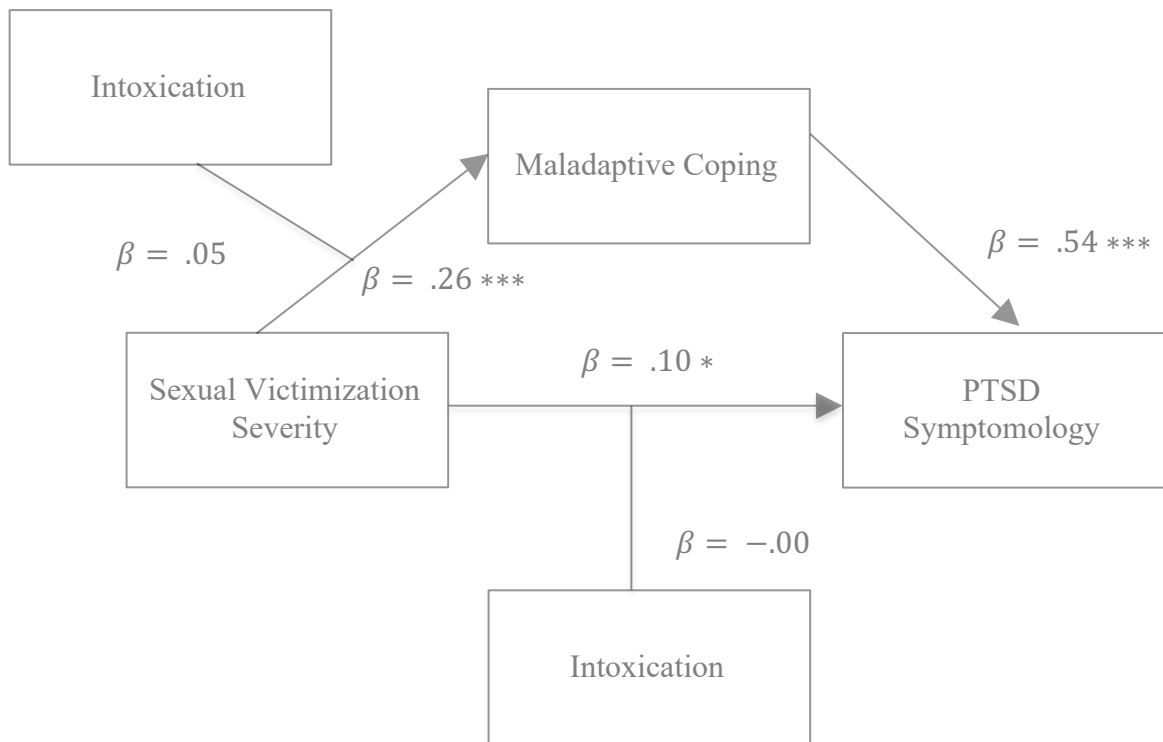 Intoxication
Maladaptive Coping
β = .05
β = .26 ***
β = .54 ***
Sexual Victimization
Severity
β = .10 *
PTSD
Symptomology
β = −.00
Intoxication